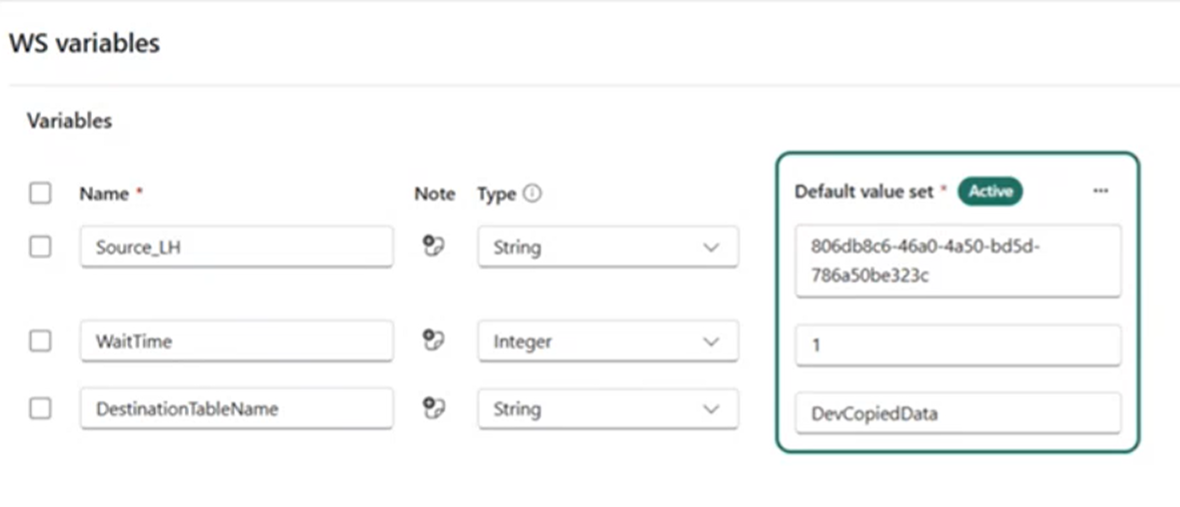 WS variables
Variables
Name * Note Type Default value set * Active ...
Source_LH String 806db8c6-46a0-4a50-bd5d-
786a50be323c
WaitTime Integer 1
DestinationTableName String DevCopiedData